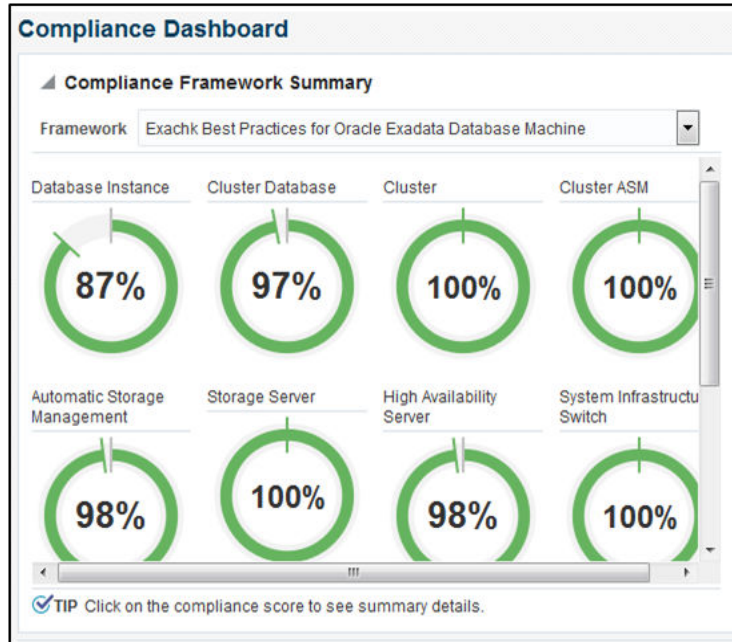 Compliance Dashboard
Compliance Framework Summary
Framework Exachk Best Practices for Oracle Exadata Database Machine
Database Instance Cluster Database Cluster Cluster ASM
87% 97% 100% 100%
Automatic Storage Storage Server High Availability System Infrastructu
Management Server Switch
98% 100% 98% 100%
TIP Click on the compliance score to see summary details.